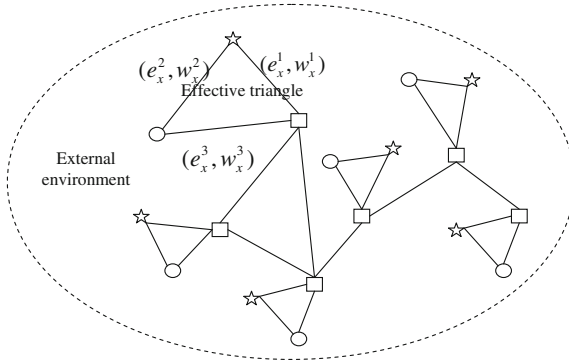 (e_x^2, w_x^2)
(e_x^1, w_x^1)
Effective triangle
(e_x^3, w_x^3)
External
environment